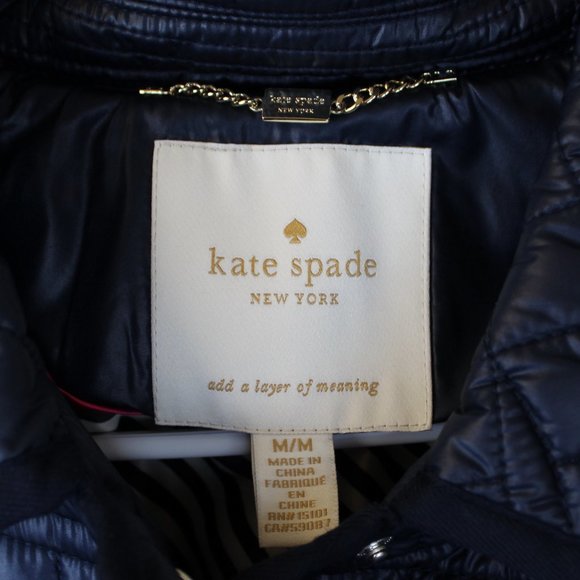 kate spade
NEW YORK
kate spade
NEW YORK
add a layer of meaning
M/M
MADE IN
CHINA
FABRIQUÉ
EN
CHINE
RN#15101
CA#59087